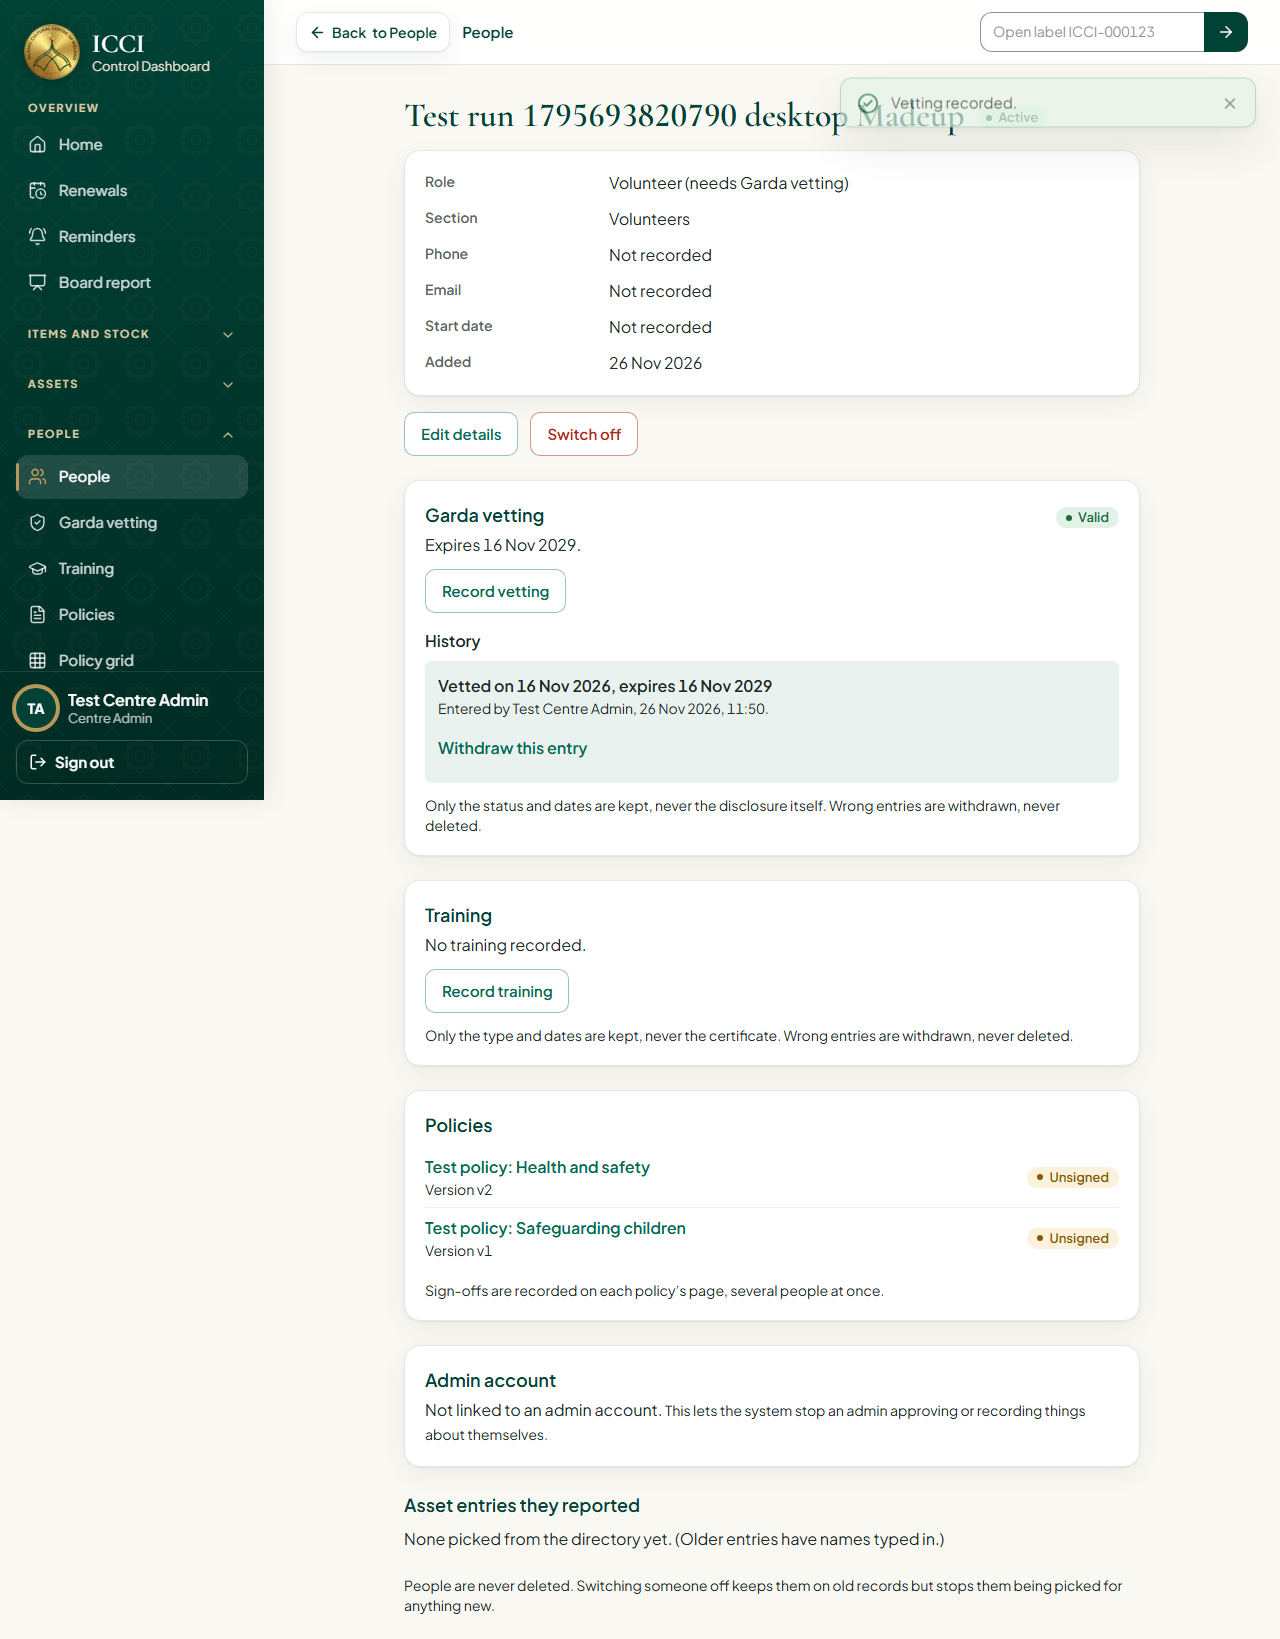 ICCI
Control Dashboard
OVERVIEW
Home
Renewals
Reminders
Board report
ITEMS AND STOCK
ASSETS
PEOPLE
People
Garda vetting
Training
Policies
Policy grid
TA
Test Centre Admin
Centre Admin
Sign out
Back to People
People
Open label ICCI-000123
Vetting recorded.
Test run 1795693820790 desktop Madeup
Active
Role
Volunteer (needs Garda vetting)
Section
Volunteers
Phone
Not recorded
Email
Not recorded
Start date
Not recorded
Added
26 Nov 2026
Edit details
Switch off
Garda vetting
Valid
Expires 16 Nov 2029.
Record vetting
History
Vetted on 16 Nov 2026, expires 16 Nov 2029
Entered by Test Centre Admin, 26 Nov 2026, 11:50.
Withdraw this entry
Only the status and dates are kept, never the disclosure itself. Wrong entries are withdrawn, never
deleted.
Training
No training recorded.
Record training
Only the type and dates are kept, never the certificate. Wrong entries are withdrawn, never deleted.
Policies
Test policy: Health and safety
Version v2
Unsigned
Test policy: Safeguarding children
Version v1
Unsigned
Sign-offs are recorded on each policy's page, several people at once.
Admin account
Not linked to an admin account. This lets the system stop an admin approving or recording things
about themselves.
Asset entries they reported
None picked from the directory yet. (Older entries have names typed in.)
People are never deleted. Switching someone off keeps them on old records but stops them being picked for
anything new.